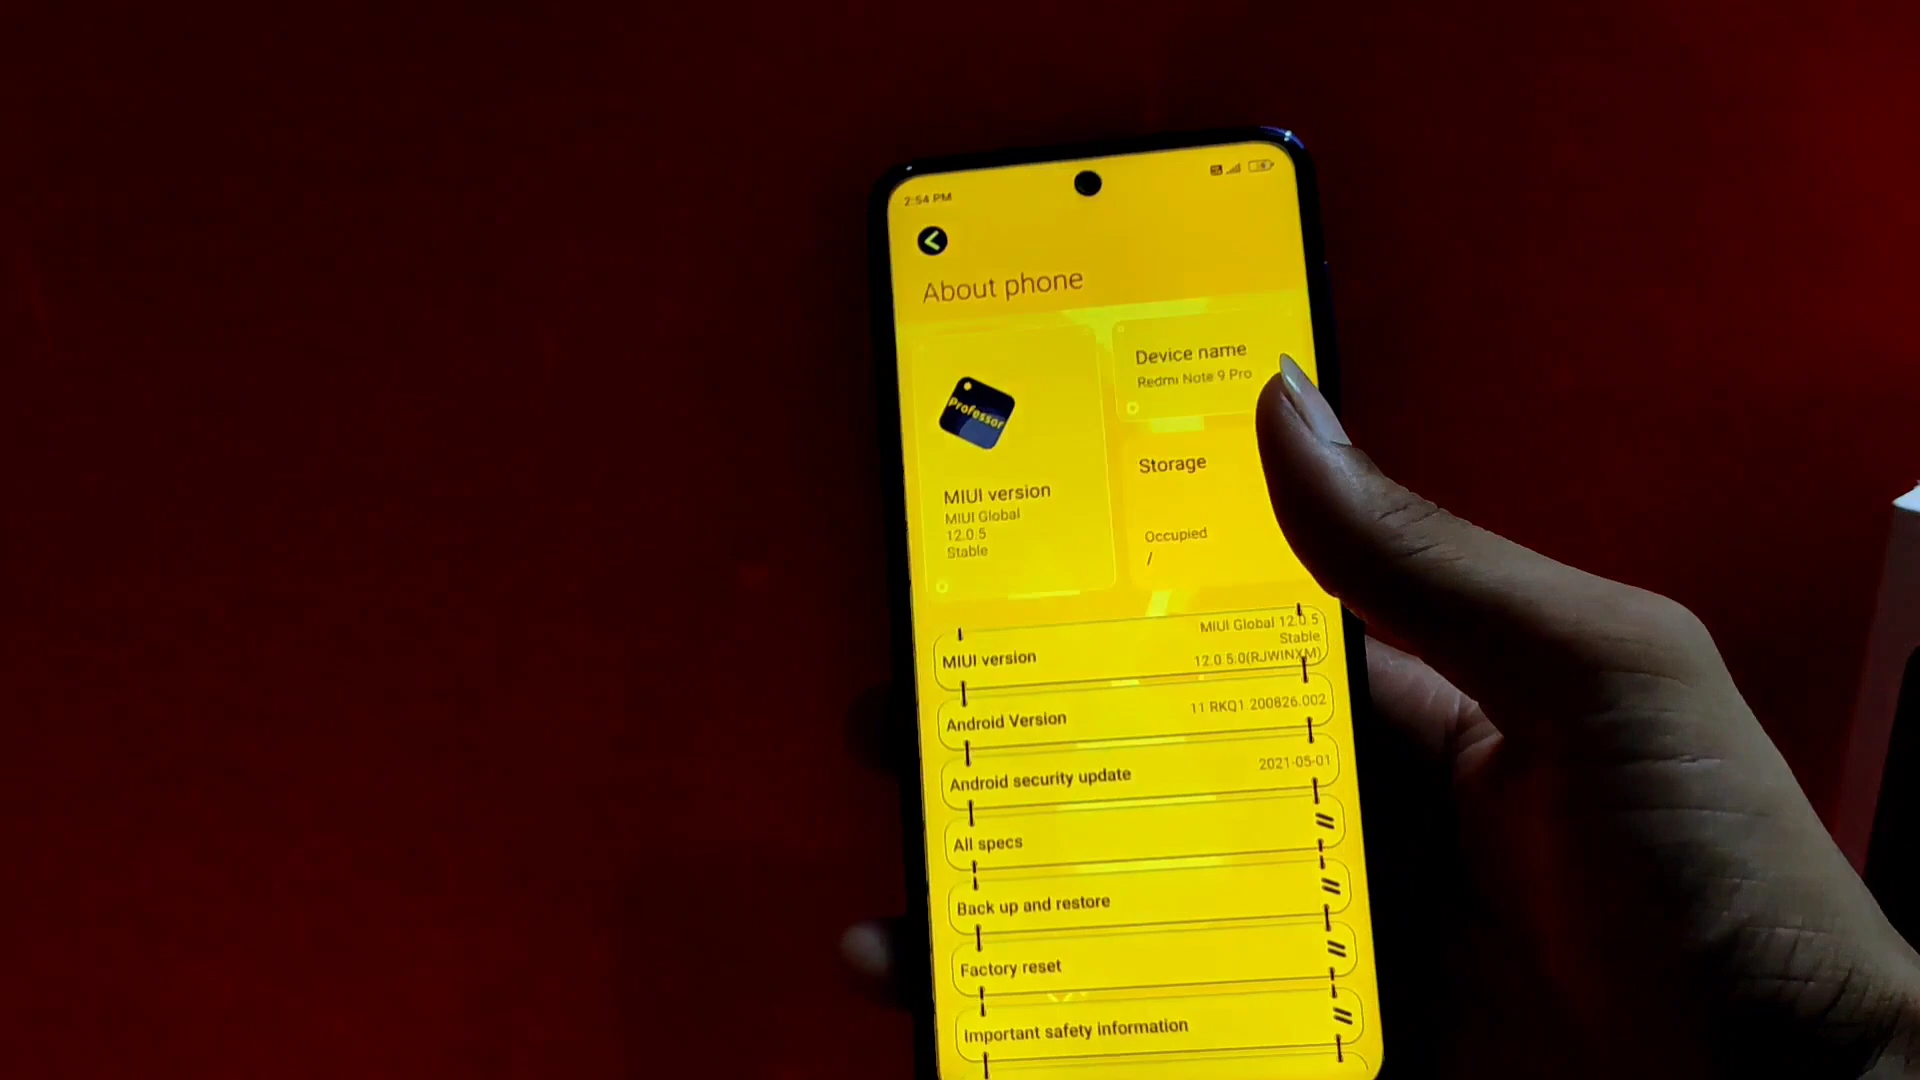 2:54 PM
About phone
Professor
MIUI version
MIUI Global
12.0.5
Stable
Device name
Redmi Note 9 Pro
Storage
Occupied
/
MIUI version
MIUI Global 12.0.5
Stable
12.0.5.0(RJWINXM)
Android Version
11 RKQ1.200826.002
Android security update
2021-05-01
All specs
Back up and restore
Factory reset
Important safety information